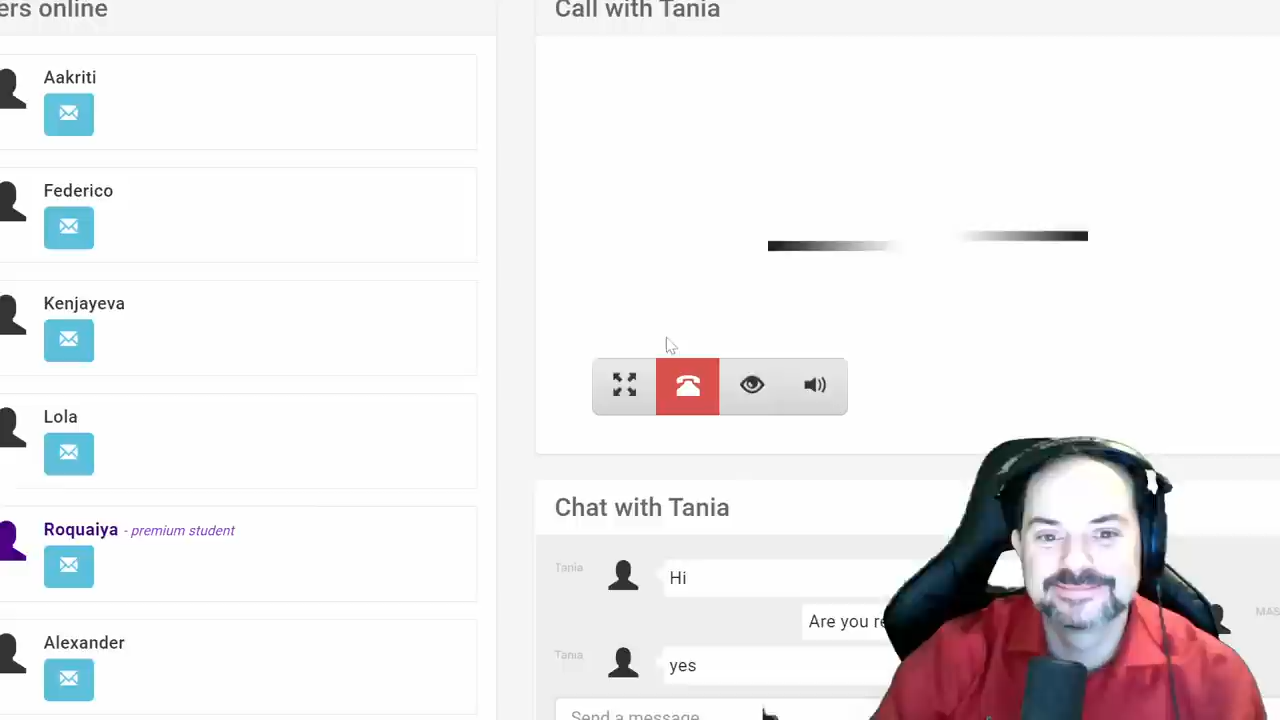 ers online
Aakriti
Federico
Kenjayeva
Lola
Roquaiya - premium student
Alexander
Call with Tania
Chat with Tania
Tania
Hi
Are you re
MAS
Tania
yes
Send a message